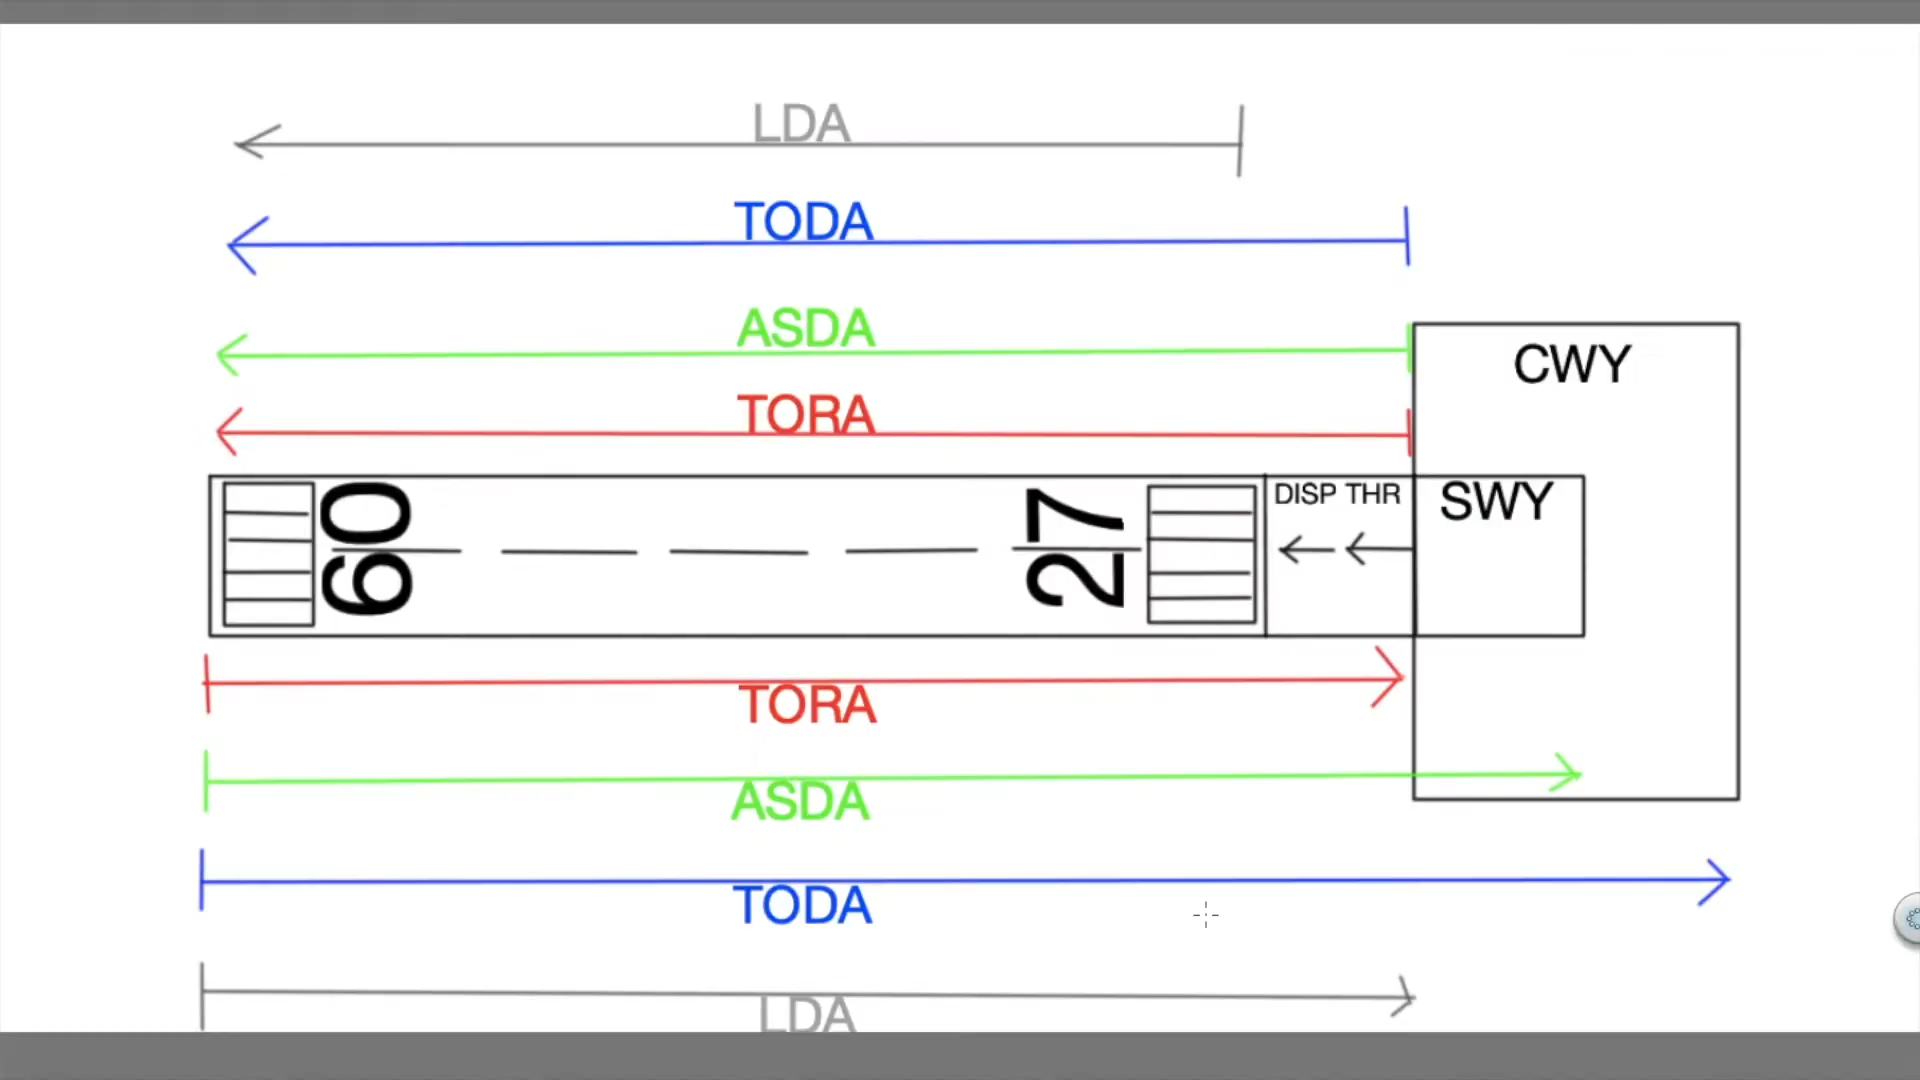 LDA
TODA
ASDA
CWY
TORA
09
27
DISP THR
SWY
TORA
ASDA
TODA
LDA